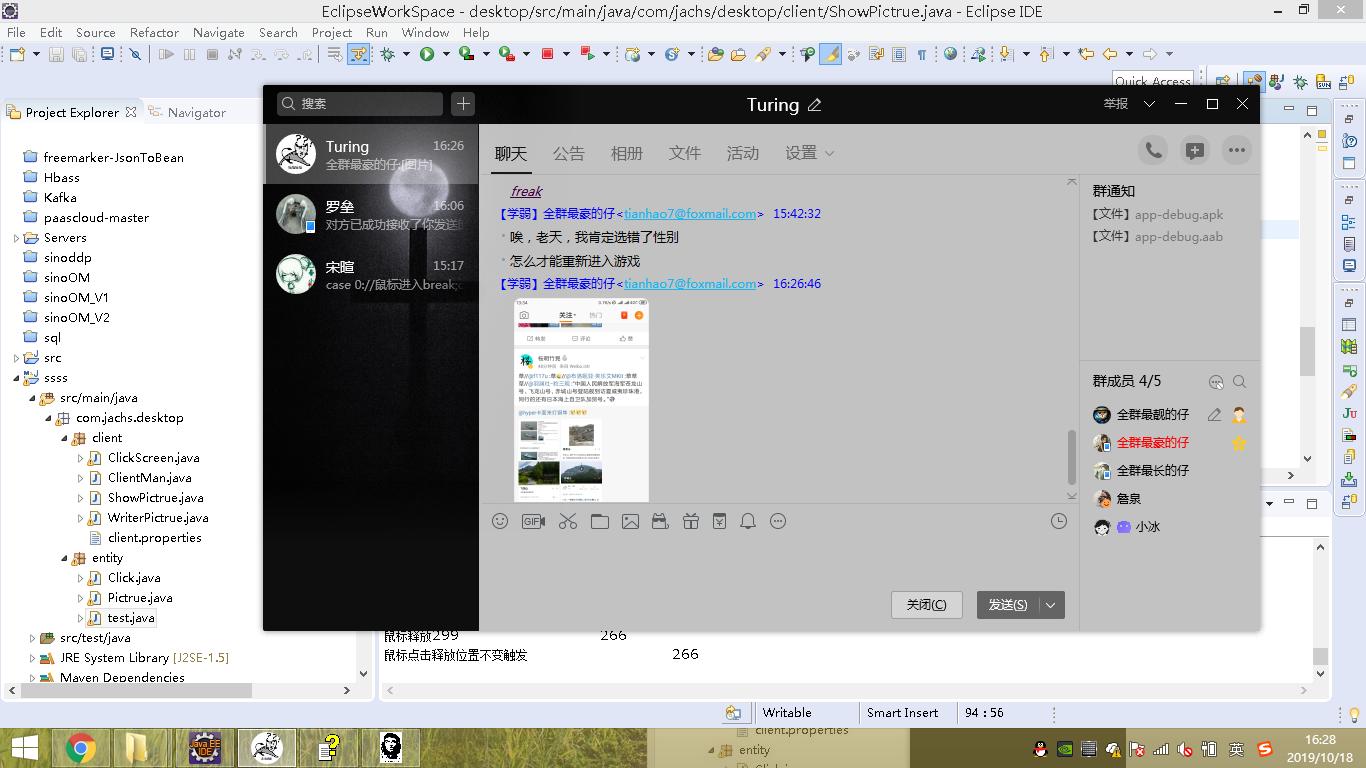 EclipseWorkSpace - desktop/src/main/java/com/jachs/desktop/client/ShowPictrue.java - Eclipse IDE
File Edit Source Refactor Navigate Search Project Run Window Help
Quick Access
Project Explorer
Navigator
freemarker-JsonToBean
Hbass
Kafka
paascloud-master
Servers
sinoddp
sinoOM
sinoOM_V1
sinoOM_V2
sql
src
ssss
src/main/java
com.jachs.desktop
client
ClickScreen.java
ClientMan.java
ShowPictrue.java
WriterPictrue.java
client.properties
entity
Click.java
Pictrue.java
test.java
src/test/java
JRE System Library [J2SE-1.5]
Maven Dependencies
搜索
Turing
举报
Turing 16:26
全群最豪的仔:[图片]
罗垒 16:06
对方已成功接收了你发送的
宋暄 15:17
case 0://鼠标进入break;c
聊天 公告 相册 文件 活动 设置
freak
【学弱】全群最豪的仔<tianhao7@foxmail.com> 15:42:32
唉，老天，我肯定选错了性别
怎么才能重新进入游戏
【学弱】全群最豪的仔<tianhao7@foxmail.com> 16:26:46
关注
热门
转发 评论 赞
GIF
关闭(C)
发送(S)
群通知
【文件】app-debug.apk
【文件】app-debug.aab
群成员 4/5
全群最靓的仔
全群最豪的仔
全群最长的仔
詹泉
小冰
鼠标释放299 266
鼠标点击释放位置不变触发 266
Writable
Smart Insert
94 : 56
client.properties
entity
英
16:28
2019/10/18